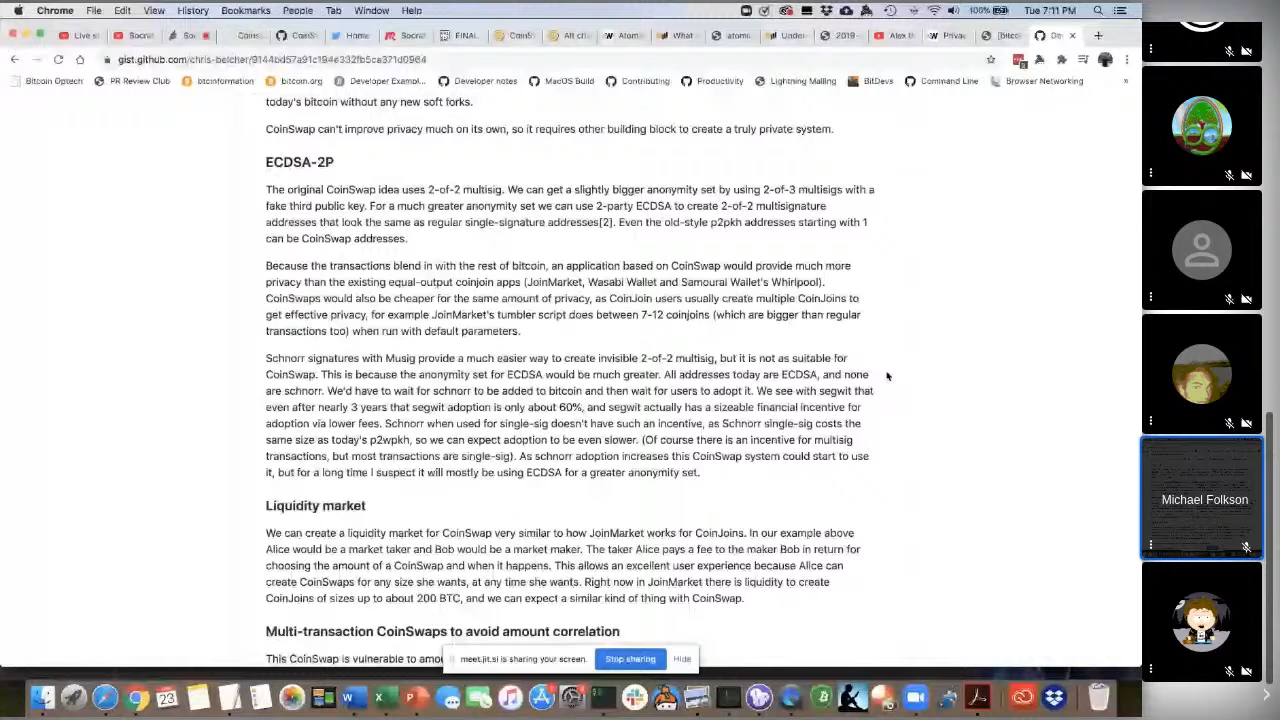 Chrome File Edit View History Bookmarks People Tab Window Help 100% Tue 7:11 PM
Live s Socra Socra Coins CoinS FINAL CoinS All cha Atom What atomic Under 2019- Alex B Priva [bitco De
gist.github.com/chris-belcher/9144bd57a91c194e332fb5ca371d0964
Bitcoin Optech PR Review Club bitcoininformation bitcoin.org Developer Exampl... Developer notes MacOS Build Contributing Productivity Lightning Mailing BitDevs Command Line Browser Networking »
today's bitcoin without any new soft forks.
CoinSwap can't improve privacy much on its own, so it requires other building block to create a truly private system.
ECDSA-2P
The original CoinSwap idea uses 2-of-2 multisig. We can get a slightly bigger anonymity set by using 2-of-3 multisigs with a
fake third public key. For a much greater anonymity set we can use 2-party ECDSA to create 2-of-2 multisignature
addresses that look the same as regular single-signature addresses[2]. Even the old-style p2pkh addresses starting with 1
can be CoinSwap addresses.
Because the transactions blend in with the rest of bitcoin, an application based on CoinSwap would provide much more
privacy than the existing equal-output coinjoin apps (JoinMarket, Wasabi Wallet and Samourai Wallet's Whirlpool).
CoinSwaps would also be cheaper for the same amount of privacy, as CoinJoin users usually create multiple CoinJoins to
get effective privacy, for example JoinMarket's tumbler script does between 7-12 coinjoins (which are bigger than regular
transactions too) when run with default parameters.
Schnorr signatures with Musig provide a much easier way to create invisible 2-of-2 multisig, but it is not as suitable for
CoinSwap. This is because the anonymity set for ECDSA would be much greater. All addresses today are ECDSA, and none
are schnorr. We'd have to wait for schnorr to be added to bitcoin and then wait for users to adopt it. We see with segwit that
even after nearly 3 years that segwit adoption is only about 60%, and segwit actually has a sizeable financial incentive for
adoption via lower fees. Schnorr when used for single-sig doesn't have such an incentive, as Schnorr single-sig costs the
same size as today's p2wpkh, so we can expect adoption to be even slower. (Of course there is an incentive for multisig
transactions, but most transactions are single-sig). As schnorr adoption increases this CoinSwap system could start to use
it, but for a long time I suspect it will mostly be using ECDSA for a greater anonymity set.
Michael Folkson
Liquidity market
We can create a liquidity market for CoinSwap very similar to how JoinMarket works for CoinJoins. In our example above
Alice would be a market taker and Bob would be a market maker. The taker Alice pays a fee to the maker Bob in return for
choosing the amount of a CoinSwap and when it happens. This allows an excellent user experience because Alice can
create CoinSwaps for any size she wants, at any time she wants. Right now in JoinMarket there is liquidity to create
CoinJoins of sizes up to about 200 BTC, and we can expect a similar kind of thing with CoinSwap.
Multi-transaction CoinSwaps to avoid amount correlation
This CoinSwap is vulnerable to amou
meet.jit.si is sharing your screen. Stop sharing Hide